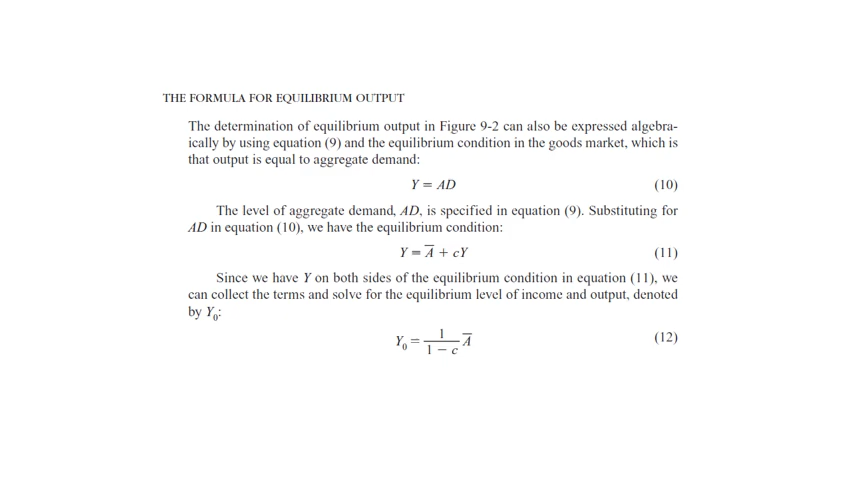 THE FORMULA FOR EQUILIBRIUM OUTPUT
The determination of equilibrium output in Figure 9-2 can also be expressed algebra-
ically by using equation (9) and the equilibrium condition in the goods market, which is
that output is equal to aggregate demand:
Y = AD (10)
The level of aggregate demand, AD, is specified in equation (9). Substituting for
AD in equation (10), we have the equilibrium condition:
Y = A̅ + cY (11)
Since we have Y on both sides of the equilibrium condition in equation (11), we
can collect the terms and solve for the equilibrium level of income and output, denoted
by Y₀:
Y₀ = 1 / (1 − c) A̅ (12)